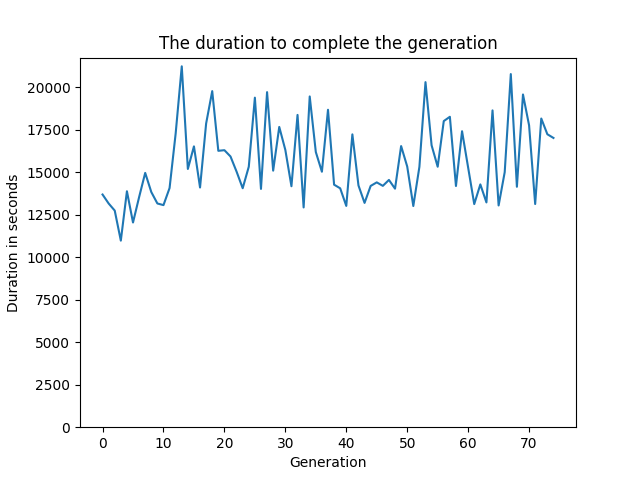 The duration to complete the generation
Duration in seconds
20000
17500
15000
12500
10000
7500
5000
2500
0
0 10 20 30 40 50 60 70
Generation